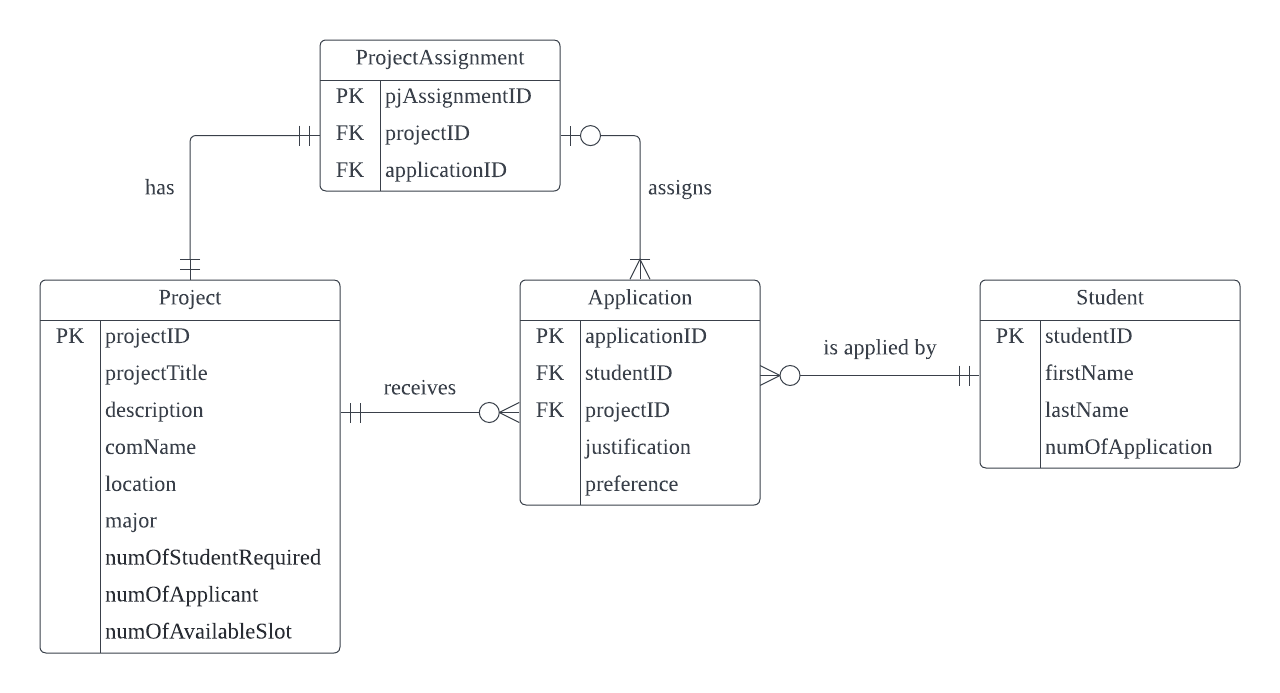 ProjectAssignment
PK pjAssignmentID
FK projectID
FK applicationID
has
assigns
Project
PK projectID
projectTitle
description
comName
location
major
numOfStudentRequired
numOfApplicant
numOfAvailableSlot
receives
Application
PK applicationID
FK studentID
FK projectID
justification
preference
is applied by
Student
PK studentID
firstName
lastName
numOfApplication